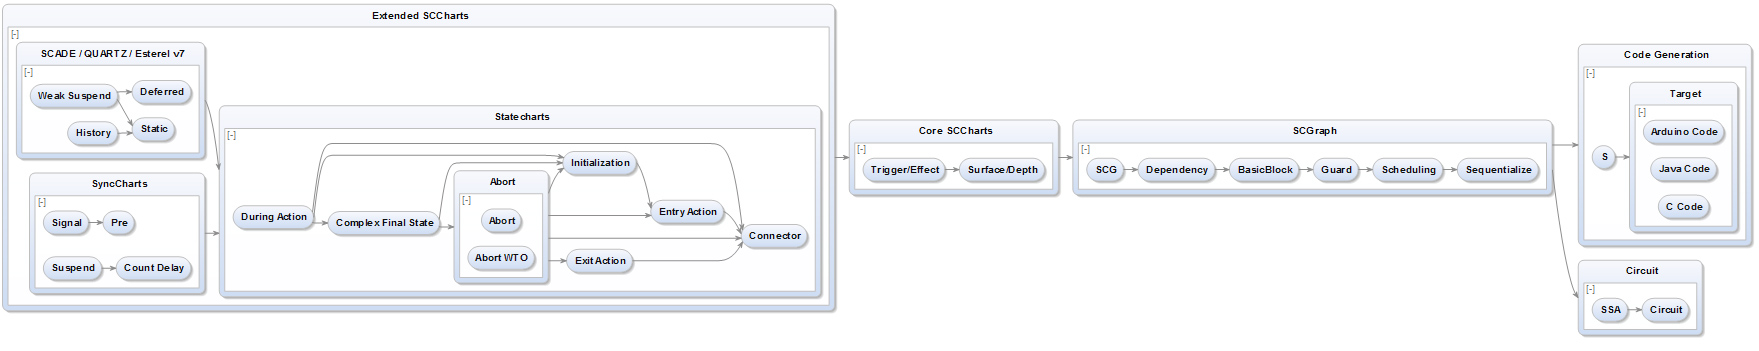 Extended SCCharts
[-]
SCADE / QUARTZ / Esterel v7
[-]
Weak Suspend
Deferred
History
Static
SyncCharts
[-]
Signal
Pre
Suspend
Count Delay
Statecharts
[-]
During Action
Complex Final State
Abort
[-]
Abort
Abort WTO
Initialization
Entry Action
Exit Action
Connector
Core SCCharts
[-]
Trigger/Effect
Surface/Depth
SCGraph
[-]
SCG
Dependency
BasicBlock
Guard
Scheduling
Sequentialize
Code Generation
[-]
S
Target
[-]
Arduino Code
Java Code
C Code
Circuit
[-]
SSA
Circuit